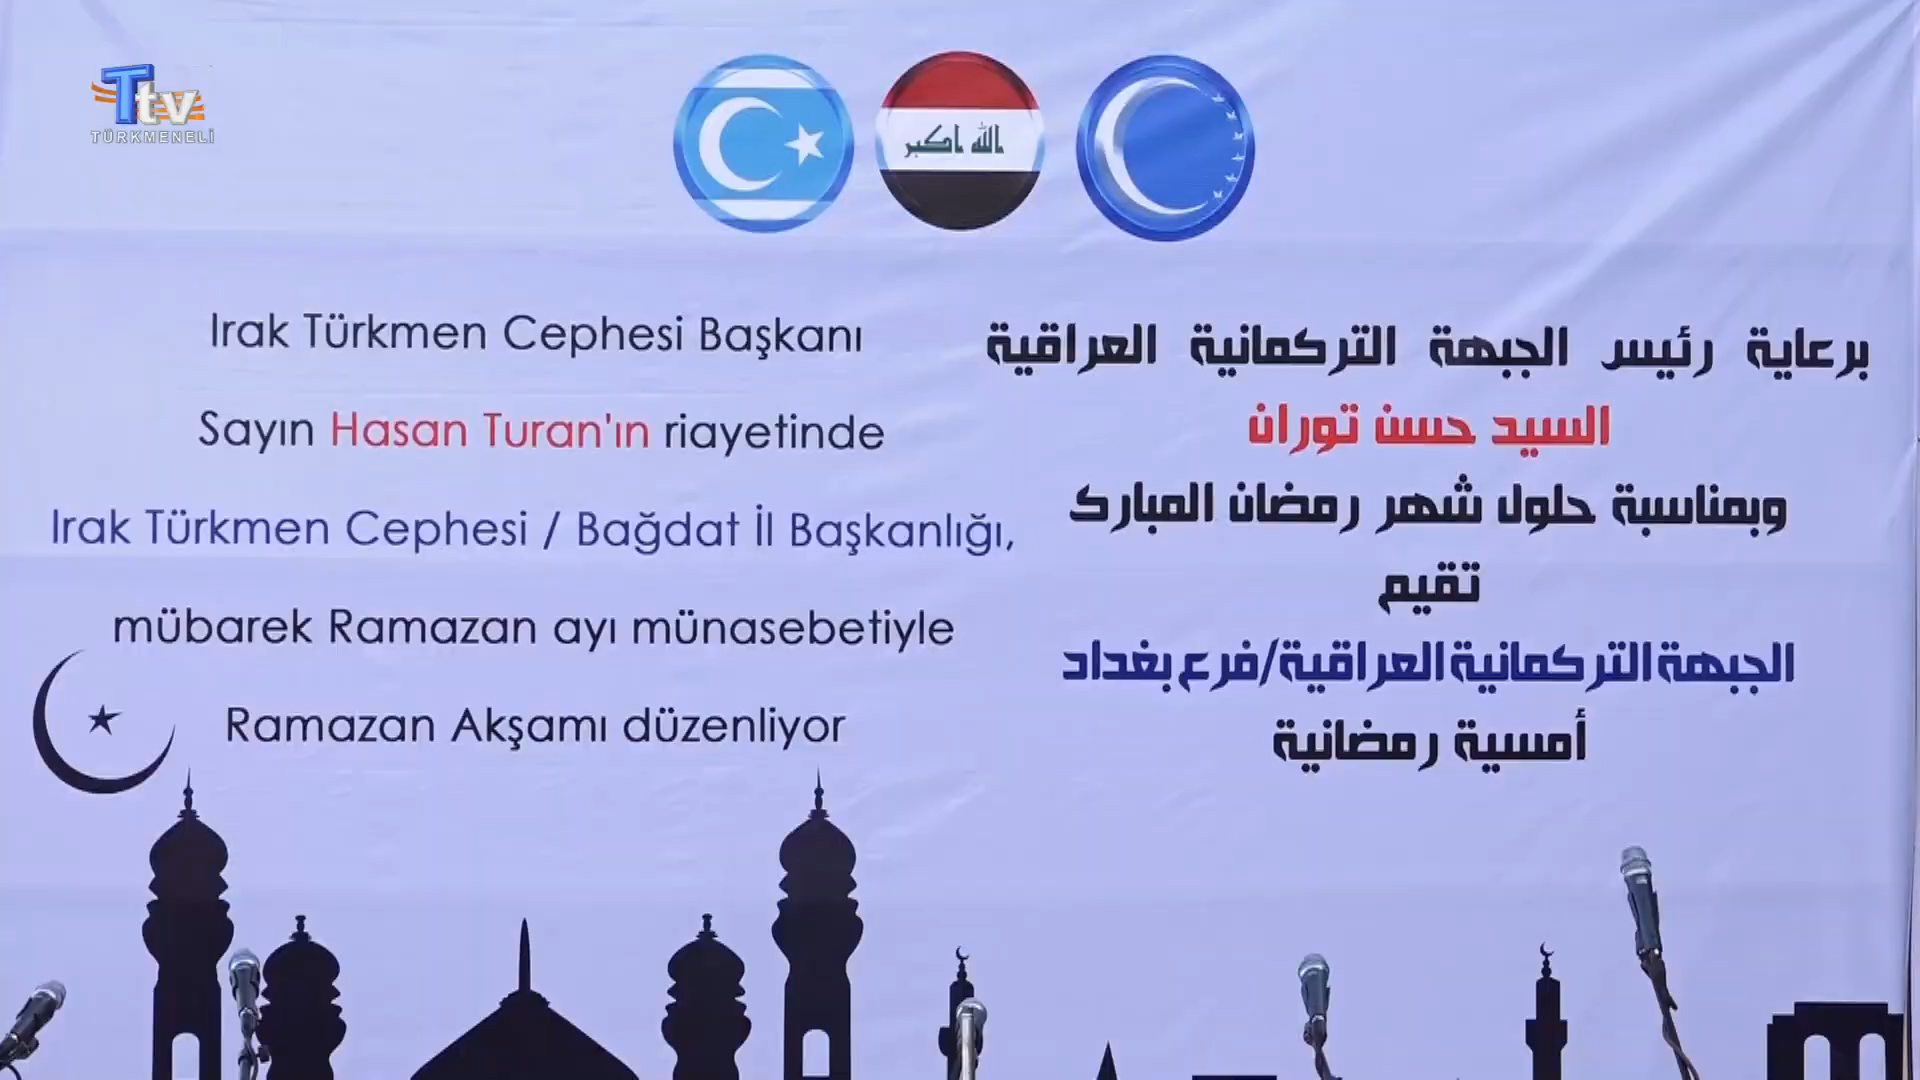 Ttv
TÜRKMENELİ
الله اكبر
Irak Türkmen Cephesi Başkanı
Sayın Hasan Turan'ın riayetinde
Irak Türkmen Cephesi / Bağdat İl Başkanlığı,
mübarek Ramazan ayı münasebetiyle
Ramazan Akşamı düzenliyor
برعاية رئيس الجبهة التركمانية العراقية
السيد حسن توران
وبمناسبة حلول شهر رمضان المبارك
تقيم
الجبهة التركمانية العراقية/فرع بغداد
أمسية رمضانية